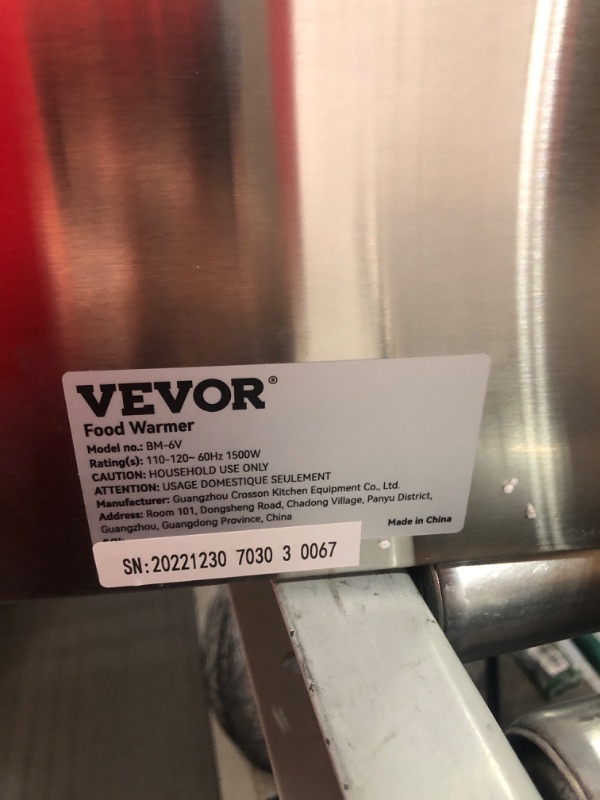 VEVOR®
Food Warmer
Model no.: BM-6V
Rating(s): 110-120~ 60Hz 1500W
CAUTION: HOUSEHOLD USE ONLY
ATTENTION: USAGE DOMESTIQUE SEULEMENT
Manufacturer: Guangzhou Crosson Kitchen Equipment Co., Ltd.
Address: Room 101, Dongsheng Road, Chadong Village, Panyu District,
Guangzhou, Guangdong Province, China
Made in China
SN:20221230 7030 3 0067